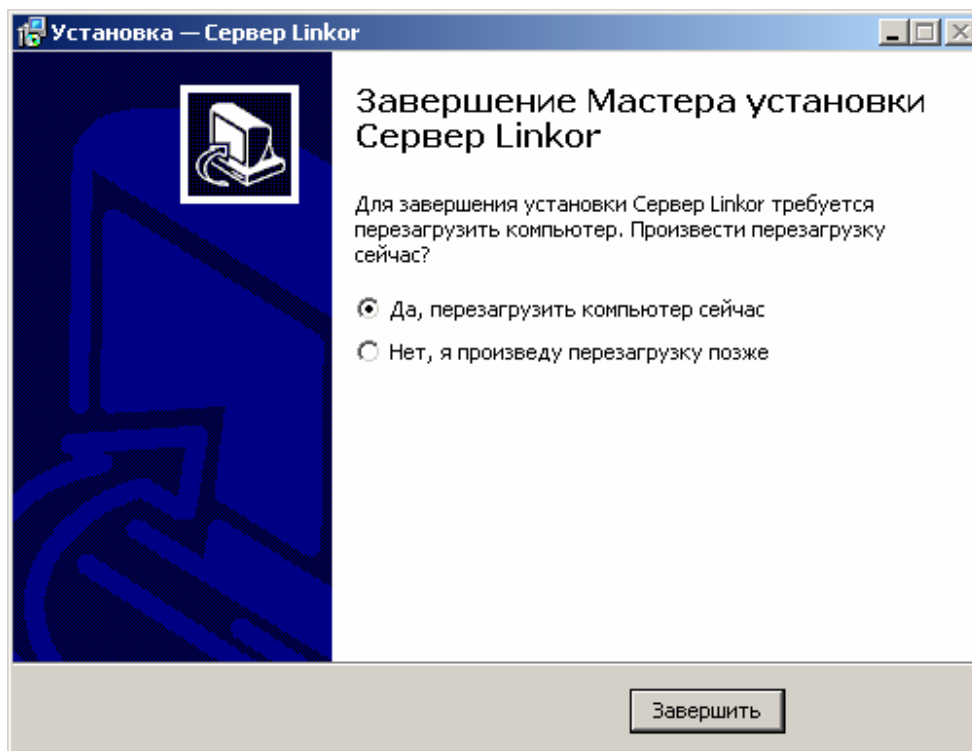 Установка — Сервер Linkor
Завершение Мастера установки
Сервер Linkor
Для завершения установки Сервер Linkor требуется
перезагрузить компьютер. Произвести перезагрузку
сейчас?
Да, перезагрузить компьютер сейчас
Нет, я произведу перезагрузку позже
Завершить